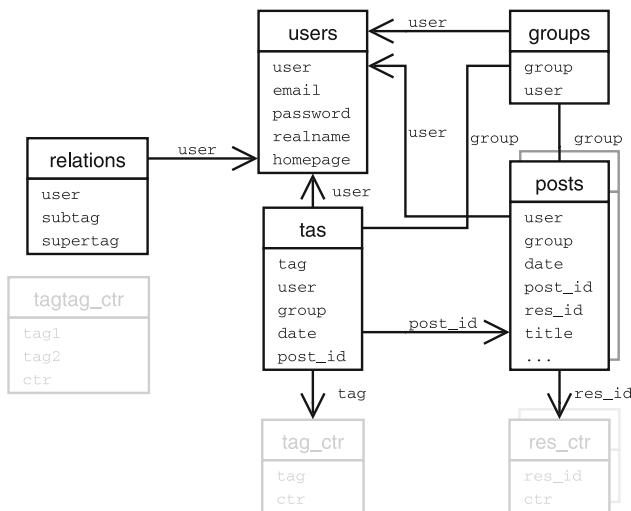 users
user
email
password
realname
homepage
user
groups
group
user
user
group
group
user
relations
user
subtag
supertag
user
tas
tag
user
group
date
post_id
post_id
posts
user
group
date
post_id
res_id
title
...
tagtag_ctr
tag1
tag2
ctr
tag
tag_ctr
tag
ctr
res_id
res_ctr
res_id
ctr